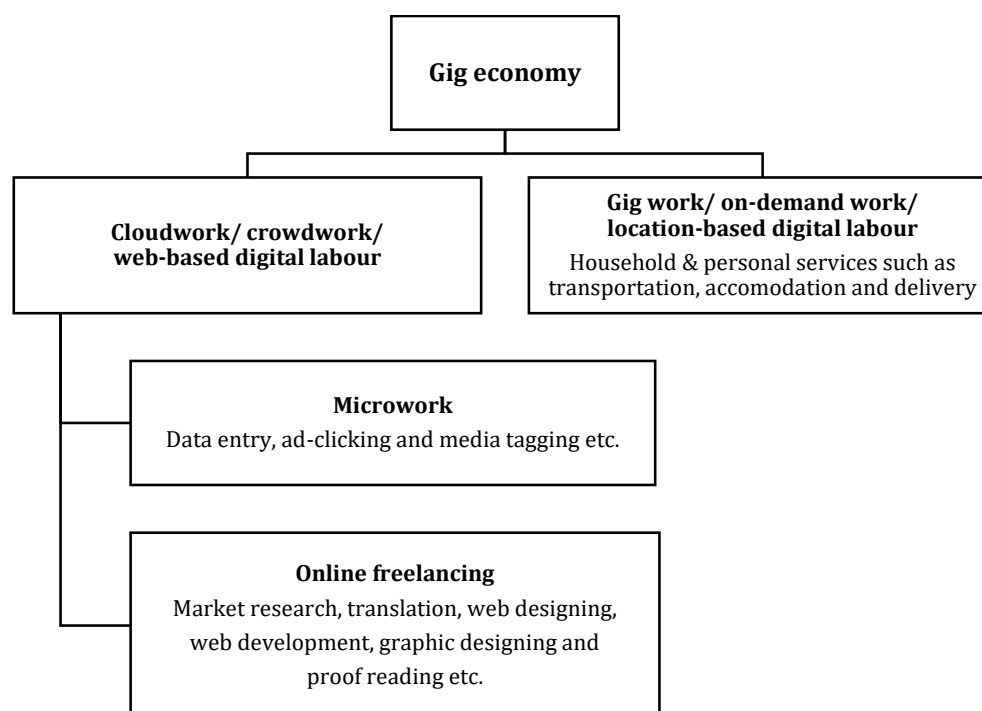 Gig economy
Cloudwork/ crowdwork/
web-based digital labour
Gig work/ on-demand work/
location-based digital labour
Household & personal services such as
transportation, accomodation and delivery
Microwork
Data entry, ad-clicking and media tagging etc.
Online freelancing
Market research, translation, web designing,
web development, graphic designing and
proof reading etc.